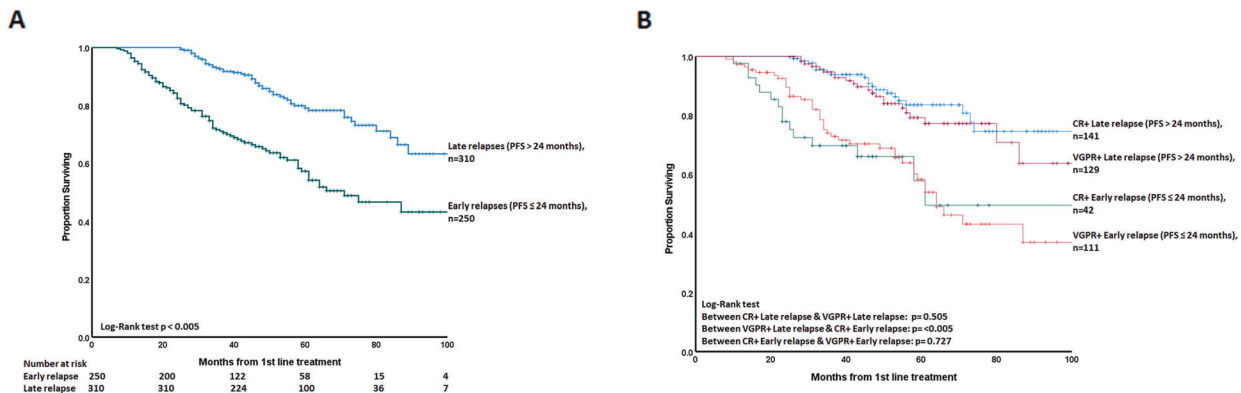 A
Proportion Surviving
1.0
0.8
0.6
0.4
0.2
0.0
Late relapses (PFS > 24 months),
n=310
Early relapses (PFS ≤ 24 months),
n=250
Log-Rank test p < 0.005
0 20 40 60 80 100
Months from 1st line treatment
Number at risk
Early relapse 250 200 122 58 15 4
Late relapse 310 310 224 100 36 7
B
Proportion Surviving
1.0
0.8
0.6
0.4
0.2
0.0
CR+ Late relapse (PFS > 24 months),
n=141
VGPR+ Late relapse (PFS > 24 months),
n=129
CR+ Early relapse (PFS ≤ 24 months),
n=42
VGPR+ Early relapse (PFS ≤ 24 months),
n=111
Log-Rank test
Between CR+ Late relapse & VGPR+ Late relapse: p= 0.505
Between VGPR+ Late relapse & CR+ Early relapse: p= <0.005
Between CR+ Early relapse & VGPR+ Early relapse: p= 0.727
0 20 40 60 80 100
Months from 1st line treatment